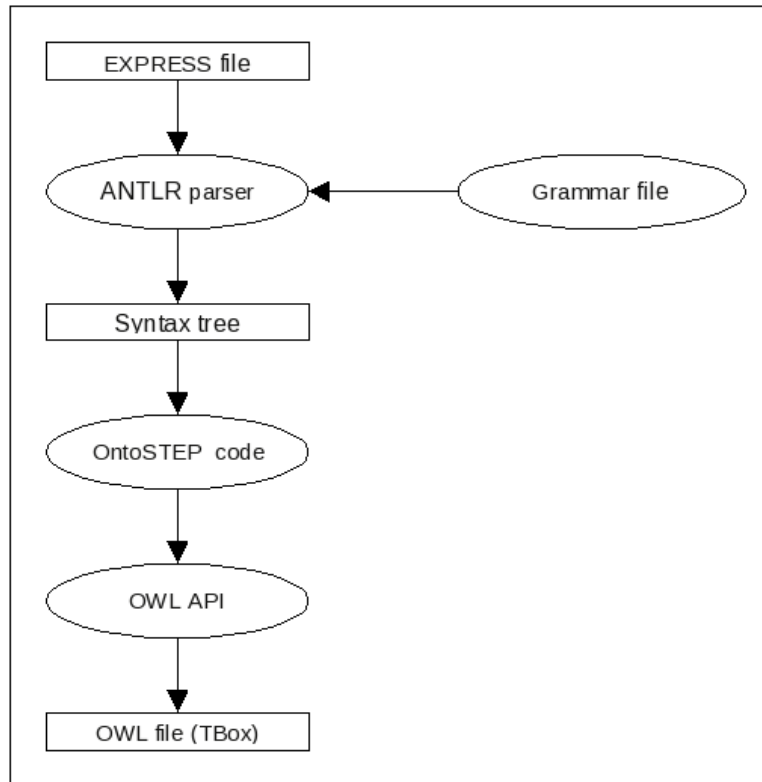 EXPRESS file
ANTLR parser
Grammar file
Syntax tree
OntoSTEP code
OWL API
OWL file (TBox)